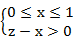 {0 ≤ x ≤ 1
z − x > 0